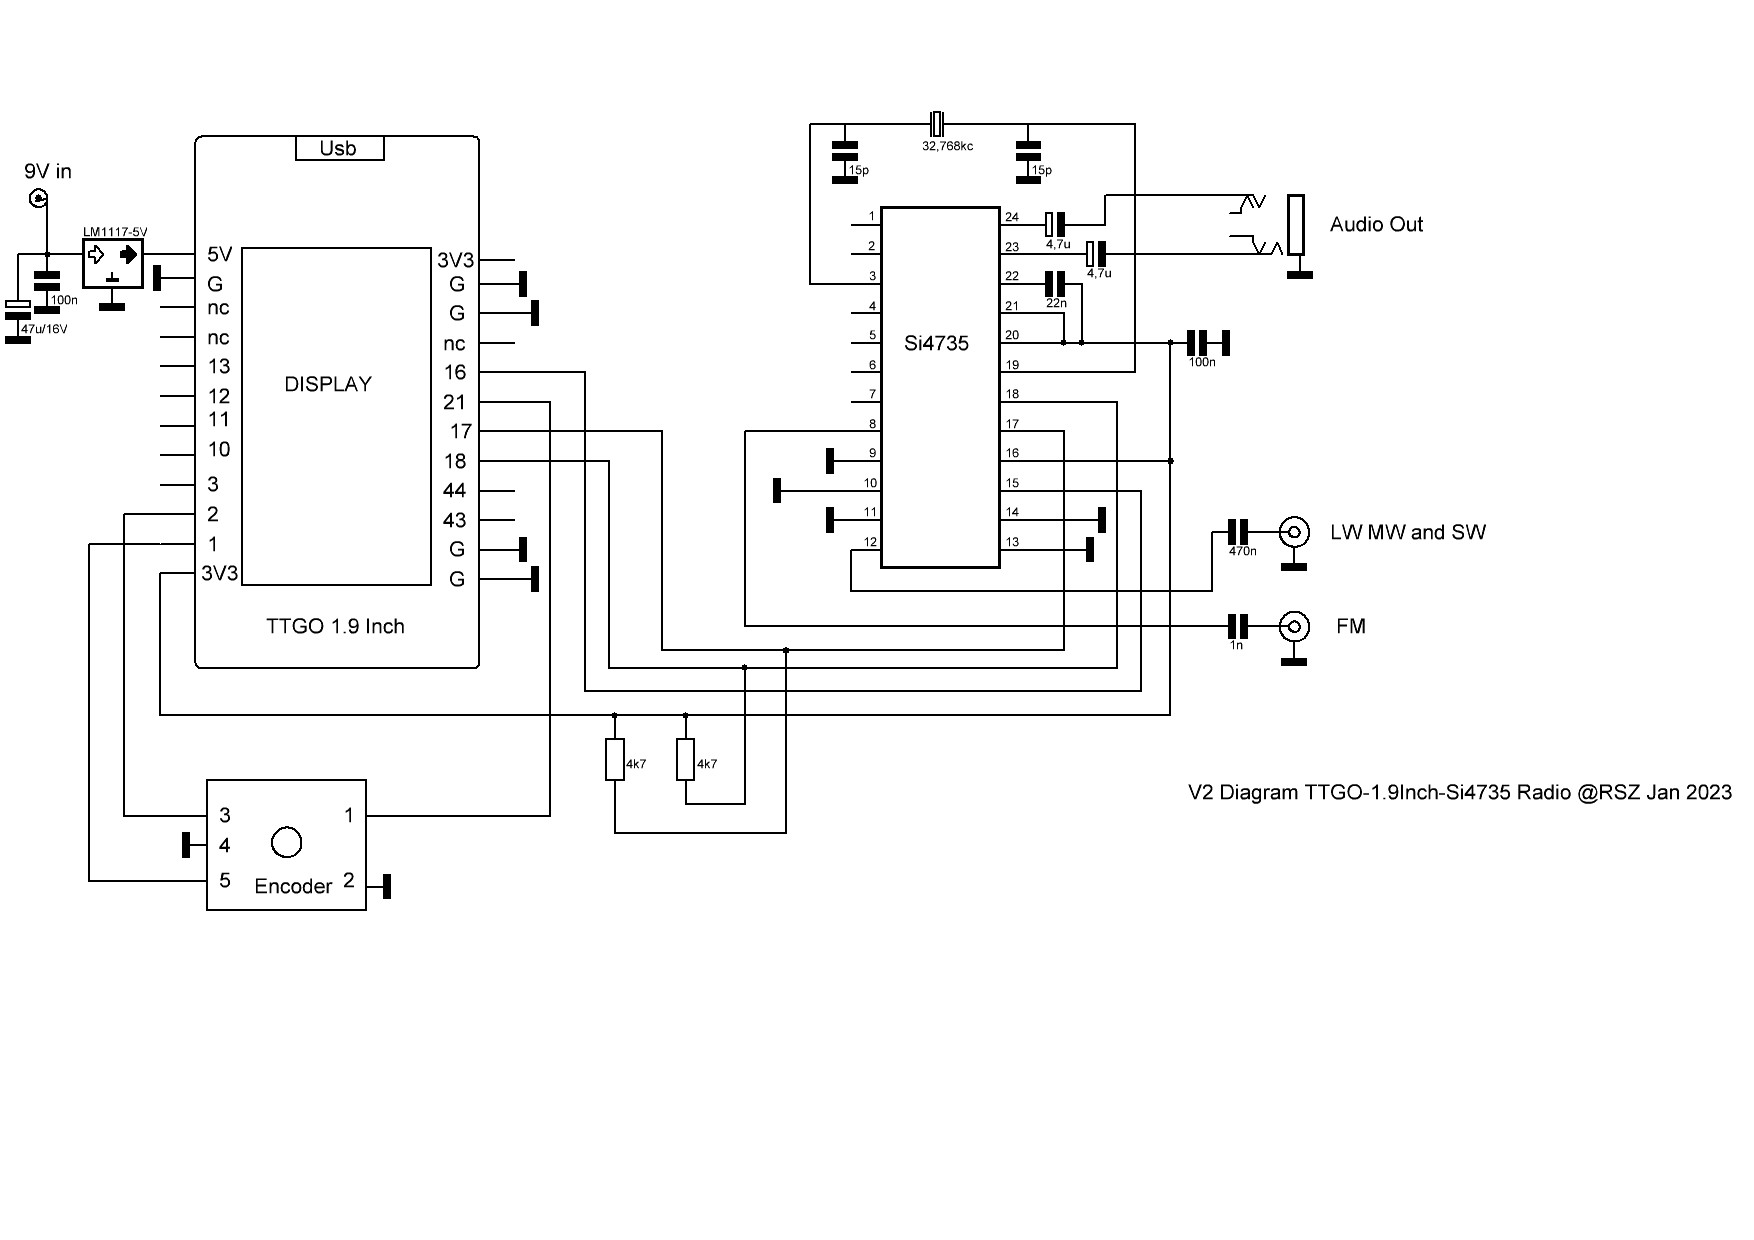 Usb
9V in
LM1117-5V
100n
47u/16V
5V
G
nc
nc
13
12
11
10
3
2
1
3V3
DISPLAY
TTGO 1.9 Inch
3V3
G
G
nc
16
21
17
18
44
43
G
G
3
4
5
1
2
Encoder
4k7
4k7
32,768kc
15p
15p
1
2
3
4
5
6
7
8
9
10
11
12
Si4735
24
23
22
21
20
19
18
17
16
15
14
13
4,7u
4,7u
22n
100n
Audio Out
470n
LW MW and SW
1n
FM
V2 Diagram TTGO-1.9Inch-Si4735 Radio @RSZ Jan 2023